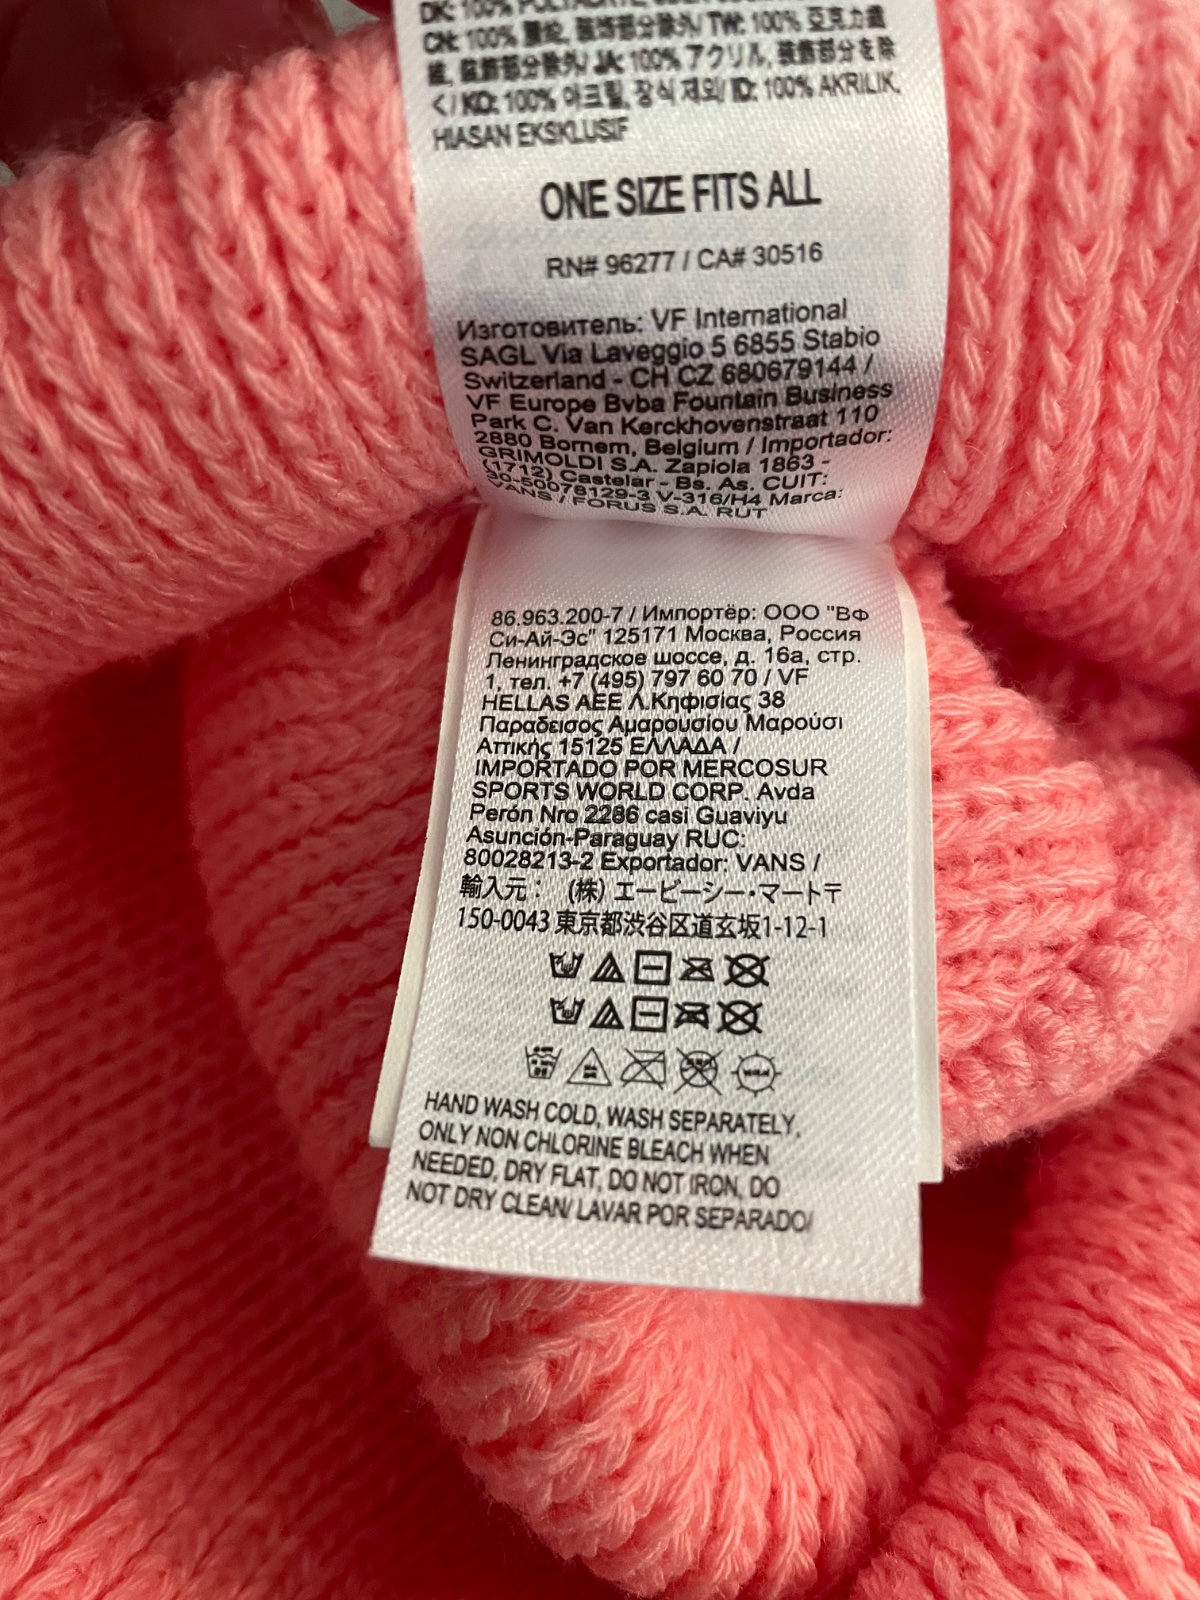 DK: 100%
CN: 100% 腈纶, 装饰部分除外/ TW: 100% 亞克力纖
維, 裝飾部分除外/ JA: 100% アクリル, 装飾部分を除
く/ KO: 100% 아크릴, 장식 제외/ ID: 100% AKRILIK,
HIASAN EKSKLUSIF
ONE SIZE FITS ALL
RN# 96277 / CA# 30516
Изготовитель: VF International
SAGL Via Laveggio 5 6855 Stabio
Switzerland - CH CZ 680679144 /
VF Europe Bvba Fountain Business
Park C. Van Kerckhovenstraat 110
2880 Bornem, Belgium / Importador:
GRIMOLDI S.A. Zapiola 1863 -
(1712) Castelar - Bs. As. CUIT:
30-50078129-3 V-316/H4 Marca:
VANS / FORUS S.A. RUT
86.963.200-7 / Импортёр: ООО "Вф
Си-Ай-Эс" 125171 Москва, Россия
Ленинградское шоссе, д. 16а, стр.
1, тел. +7 (495) 797 60 70 / VF
HELLAS AEE Λ.Κηφισίας 38
Παραδεισος Αμαρουσίου Μαρούσι
Αττικής 15125 ΕΛΛΑΔΑ /
IMPORTADO POR MERCOSUR
SPORTS WORLD CORP. Avda
Perón Nro 2286 casi Guaviyu
Asunción-Paraguay RUC:
80028213-2 Exportador: VANS /
輸入元： (株) エービーシー・マート〒
150-0043 東京都渋谷区道玄坂1-12-1
HAND WASH COLD, WASH SEPARATELY,
ONLY NON CHLORINE BLEACH WHEN
NEEDED, DRY FLAT, DO NOT IRON, DO
NOT DRY CLEAN/ LAVAR POR SEPARADO/